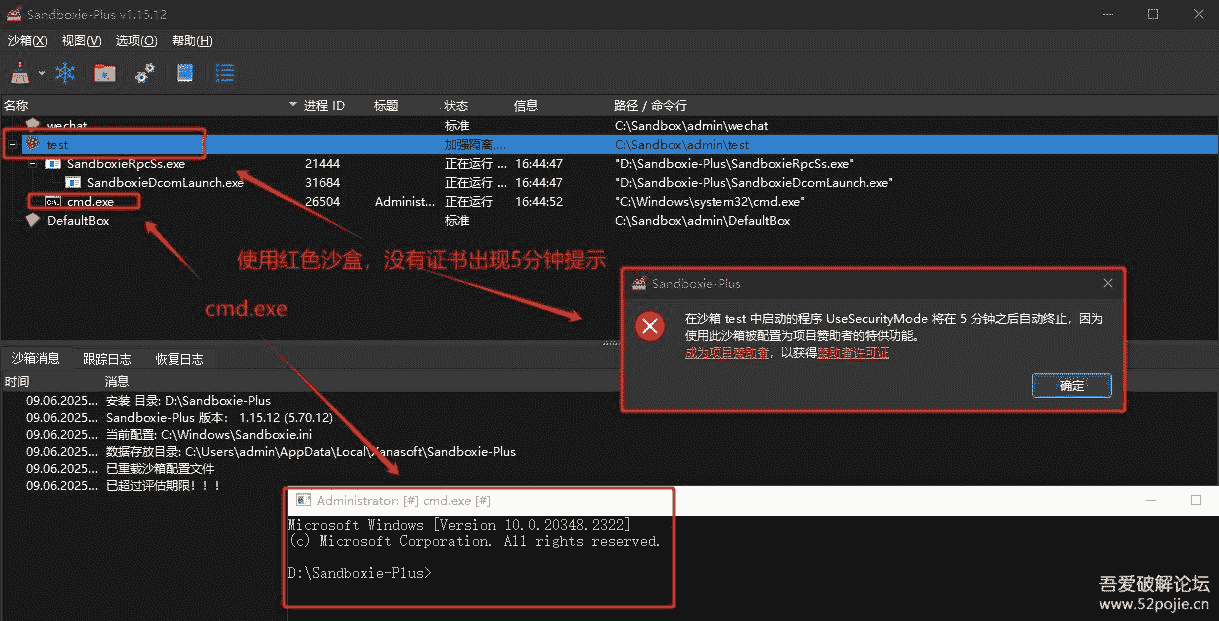 Sandboxie-Plus v1.15.12
沙箱(X) 视图(V) 选项(O) 帮助(H)
名称 进程 ID 标题 状态 信息 路径 / 命令行
wechat 标准 C:\Sandbox\admin\wechat
test 加强隔离,... C:\Sandbox\admin\test
SandboxieRpcSs.exe 21444 正在运行 ... 16:44:47 "D:\Sandboxie-Plus\SandboxieRpcSs.exe"
SandboxieDcomLaunch.exe 31684 正在运行 ... 16:44:47 "D:\Sandboxie-Plus\SandboxieDcomLaunch.exe"
cmd.exe 26504 Administ... 正在运行 16:44:52 "C:\Windows\system32\cmd.exe"
DefaultBox 标准 C:\Sandbox\admin\DefaultBox
使用红色沙盒，没有证书出现5分钟提示
cmd.exe
Sandboxie-Plus
在沙箱 test 中启动的程序 UseSecurityMode 将在 5 分钟之后自动终止，因为
使用此沙箱被配置为项目赞助者的特供功能。
成为项目赞助者，以获得赞助者许可证
确定
沙箱消息 跟踪日志 恢复日志
时间 消息
09.06.2025... 安装 目录: D:\Sandboxie-Plus
09.06.2025... Sandboxie-Plus 版本： 1.15.12 (5.70.12)
09.06.2025... 当前配置: C:\Windows\Sandboxie.ini
09.06.2025... 数据存放目录: C:\Users\admin\AppData\Local\Xanasoft\Sandboxie-Plus
09.06.2025... 已重载沙箱配置文件
09.06.2025... 已超过评估期限！！！
Administrator: [#] cmd.exe [#]
Microsoft Windows [Version 10.0.20348.2322]
(c) Microsoft Corporation. All rights reserved.
D:\Sandboxie-Plus>
吾爱破解论坛
www.52pojie.cn